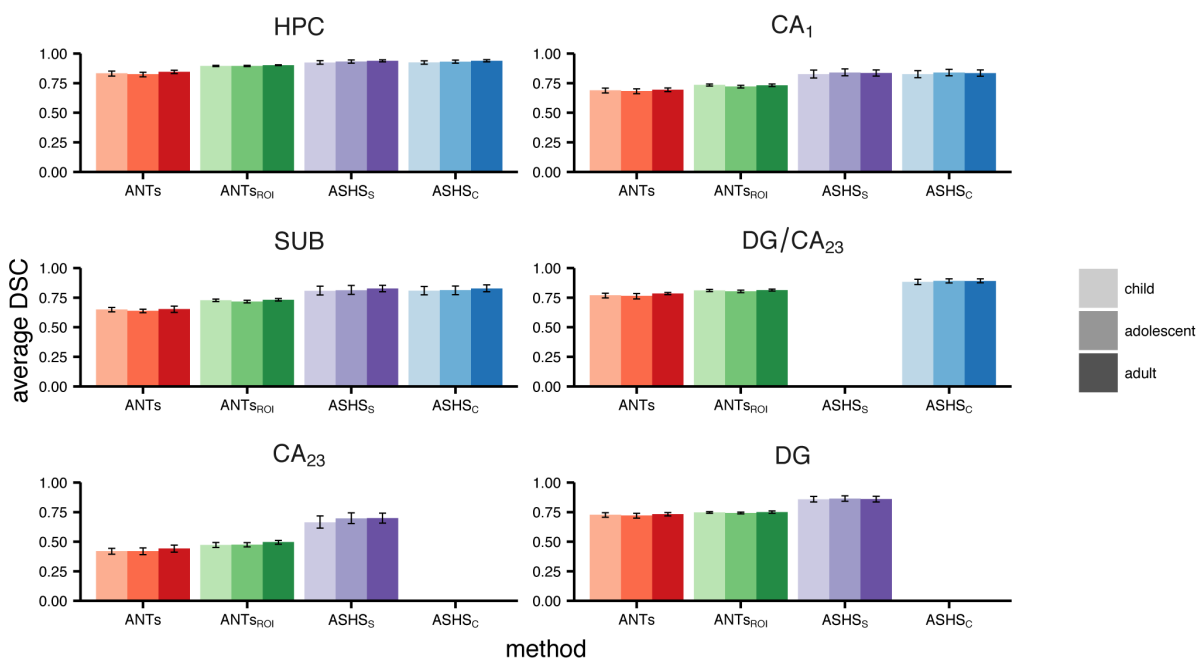 HPC
1.00
0.75
0.50
0.25
0.00
ANTs ANTsROI ASHSS ASHSC
CA1
1.00
0.75
0.50
0.25
0.00
ANTs ANTsROI ASHSS ASHSC
average DSC
SUB
1.00
0.75
0.50
0.25
0.00
ANTs ANTsROI ASHSS ASHSC
DG/CA23
1.00
0.75
0.50
0.25
0.00
ANTs ANTsROI ASHSS ASHSC
child
adolescent
adult
CA23
1.00
0.75
0.50
0.25
0.00
ANTs ANTsROI ASHSS ASHSC
DG
1.00
0.75
0.50
0.25
0.00
ANTs ANTsROI ASHSS ASHSC
method